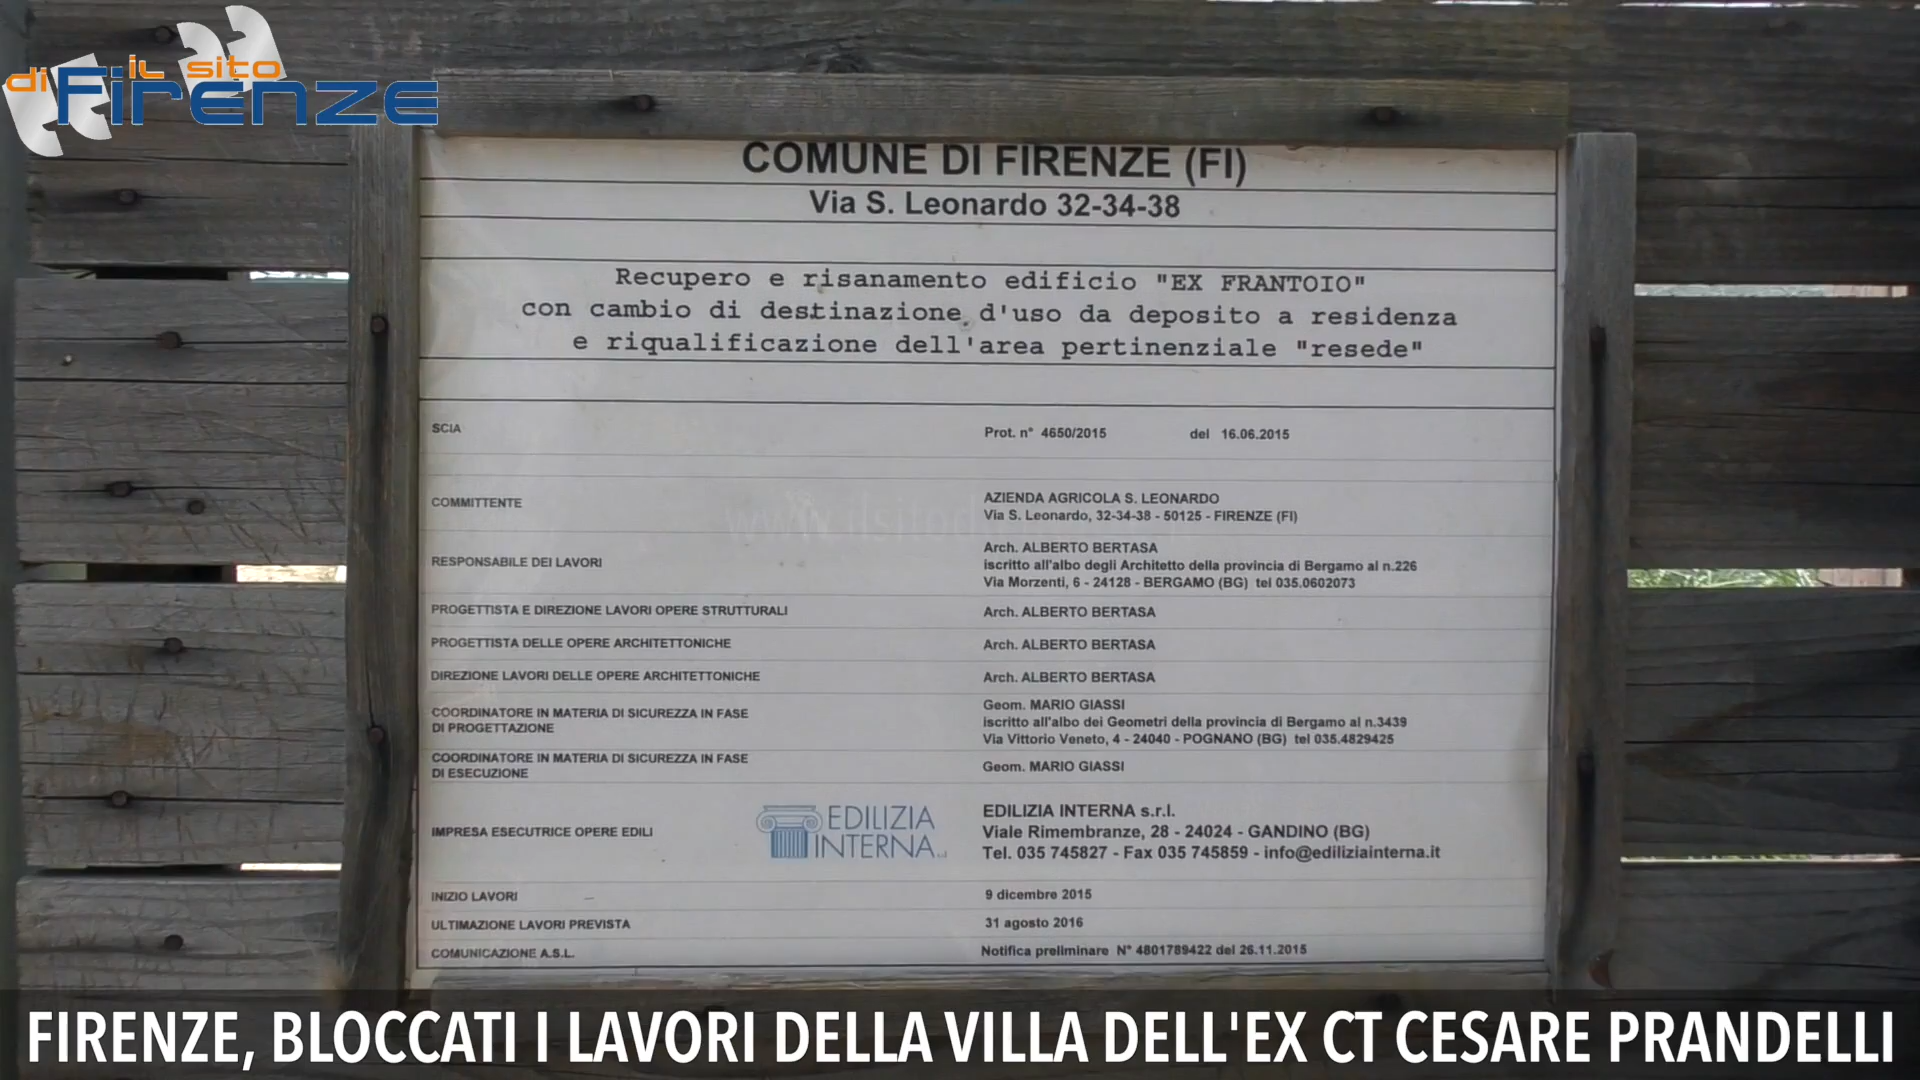 il sito
di Firenze
COMUNE DI FIRENZE (FI)
Via S. Leonardo 32-34-38
Recupero e risanamento edificio "EX FRANTOIO"
con cambio di destinazione d'uso da deposito a residenza
e riqualificazione dell'area pertinenziale "resede"
SCIA Prot. n° 4650/2015 del 16.06.2015
COMMITTENTE AZIENDA AGRICOLA S. LEONARDO
Via S. Leonardo, 32-34-38 - 50125 - FIRENZE (FI)
Arch. ALBERTO BERTASA
RESPONSABILE DEI LAVORI iscritto all'albo degli Architetto della provincia di Bergamo al n.226
Via Morzenti, 6 - 24128 - BERGAMO (BG) tel 035.0602073
PROGETTISTA E DIREZIONE LAVORI OPERE STRUTTURALI Arch. ALBERTO BERTASA
PROGETTISTA DELLE OPERE ARCHITETTONICHE Arch. ALBERTO BERTASA
DIREZIONE LAVORI DELLE OPERE ARCHITETTONICHE Arch. ALBERTO BERTASA
COORDINATORE IN MATERIA DI SICUREZZA IN FASE
DI PROGETTAZIONE
Geom. MARIO GIASSI
iscritto all'albo dei Geometri della provincia di Bergamo al n.3439
Via Vittorio Veneto, 4 - 24040 - POGNANO (BG) tel 035.4829425
COORDINATORE IN MATERIA DI SICUREZZA IN FASE
DI ESECUZIONE
Geom. MARIO GIASSI
IMPRESA ESECUTRICE OPERE EDILI
EDILIZIA
INTERNA
EDILIZIA INTERNA s.r.l.
Viale Rimembranze, 28 - 24024 - GANDINO (BG)
Tel. 035 745827 - Fax 035 745859 - info@ediliziainterna.it
INIZIO LAVORI 9 dicembre 2015
ULTIMAZIONE LAVORI PREVISTA 31 agosto 2016
COMUNICAZIONE A.S.L. Notifica preliminare N° 4801789422 del 26.11.2015
FIRENZE, BLOCCATI I LAVORI DELLA VILLA DELL'EX CT CESARE PRANDELLI